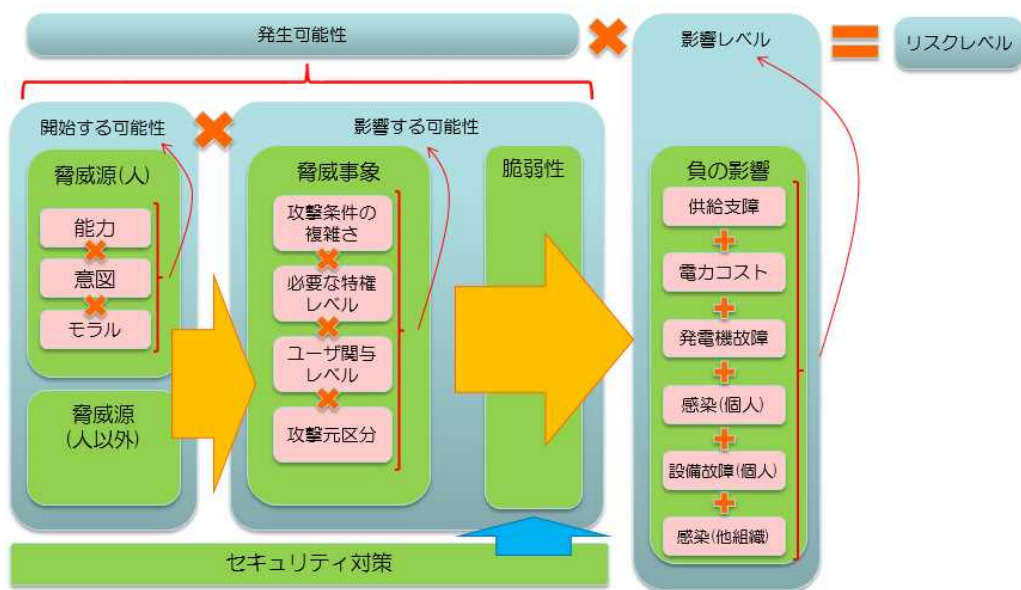 発生可能性
影響レベル
リスクレベル
開始する可能性
影響する可能性
脅威源(人)
能力
意図
モラル
脅威源
(人以外)
脅威事象
攻撃条件の
複雑さ
必要な特権
レベル
ユーザ関与
レベル
攻撃元区分
脆弱性
負の影響
供給支障
電力コスト
発電機故障
感染(個人)
設備故障(個人)
感染(他組織)
セキュリティ対策